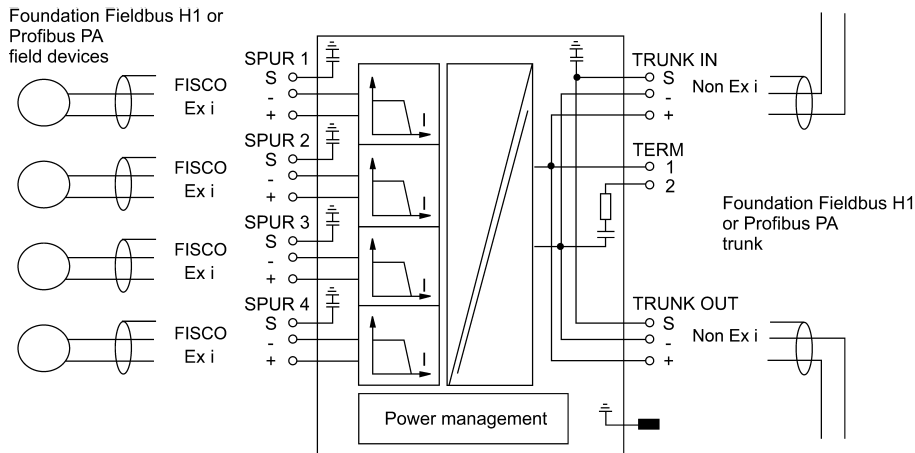 Foundation Fieldbus H1 or
Profibus PA
field devices
FISCO
Ex i
SPUR 1
S
-
+
I
FISCO
Ex i
SPUR 2
S
-
+
I
FISCO
Ex i
SPUR 3
S
-
+
I
FISCO
Ex i
SPUR 4
S
-
+
I
Power management
TRUNK IN
S
-
+
Non Ex i
TERM
1
2
Foundation Fieldbus H1
or Profibus PA
trunk
TRUNK OUT
S
-
+
Non Ex i